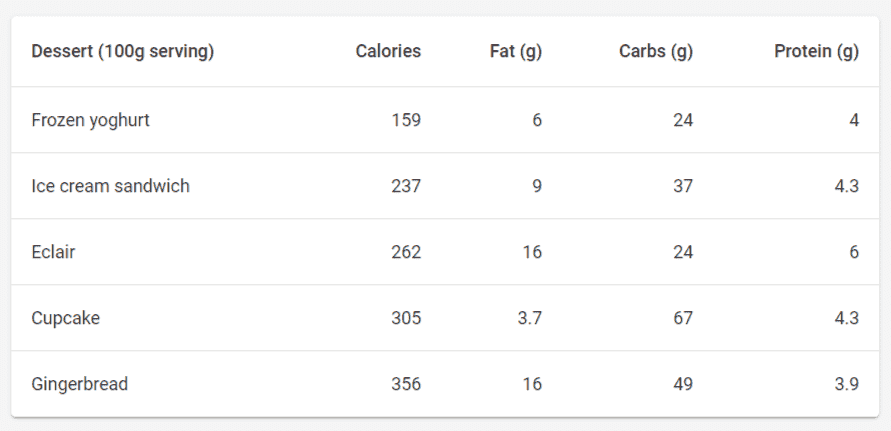 Dessert (100g serving) Calories Fat (g) Carbs (g) Protein (g)
Frozen yoghurt 159 6 24 4
Ice cream sandwich 237 9 37 4.3
Eclair 262 16 24 6
Cupcake 305 3.7 67 4.3
Gingerbread 356 16 49 3.9